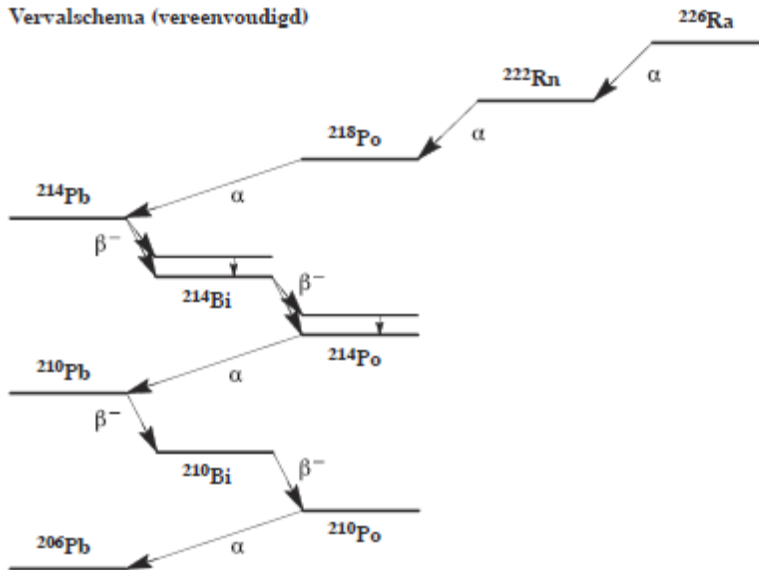 Vervalschema (vereenvoudigd)
²²⁶Ra
α
²²²Rn
α
²¹⁸Po
α
²¹⁴Pb
β⁻
²¹⁴Bi
β⁻
²¹⁴Po
α
²¹⁰Pb
β⁻
²¹⁰Bi
β⁻
²¹⁰Po
α
²⁰⁶Pb